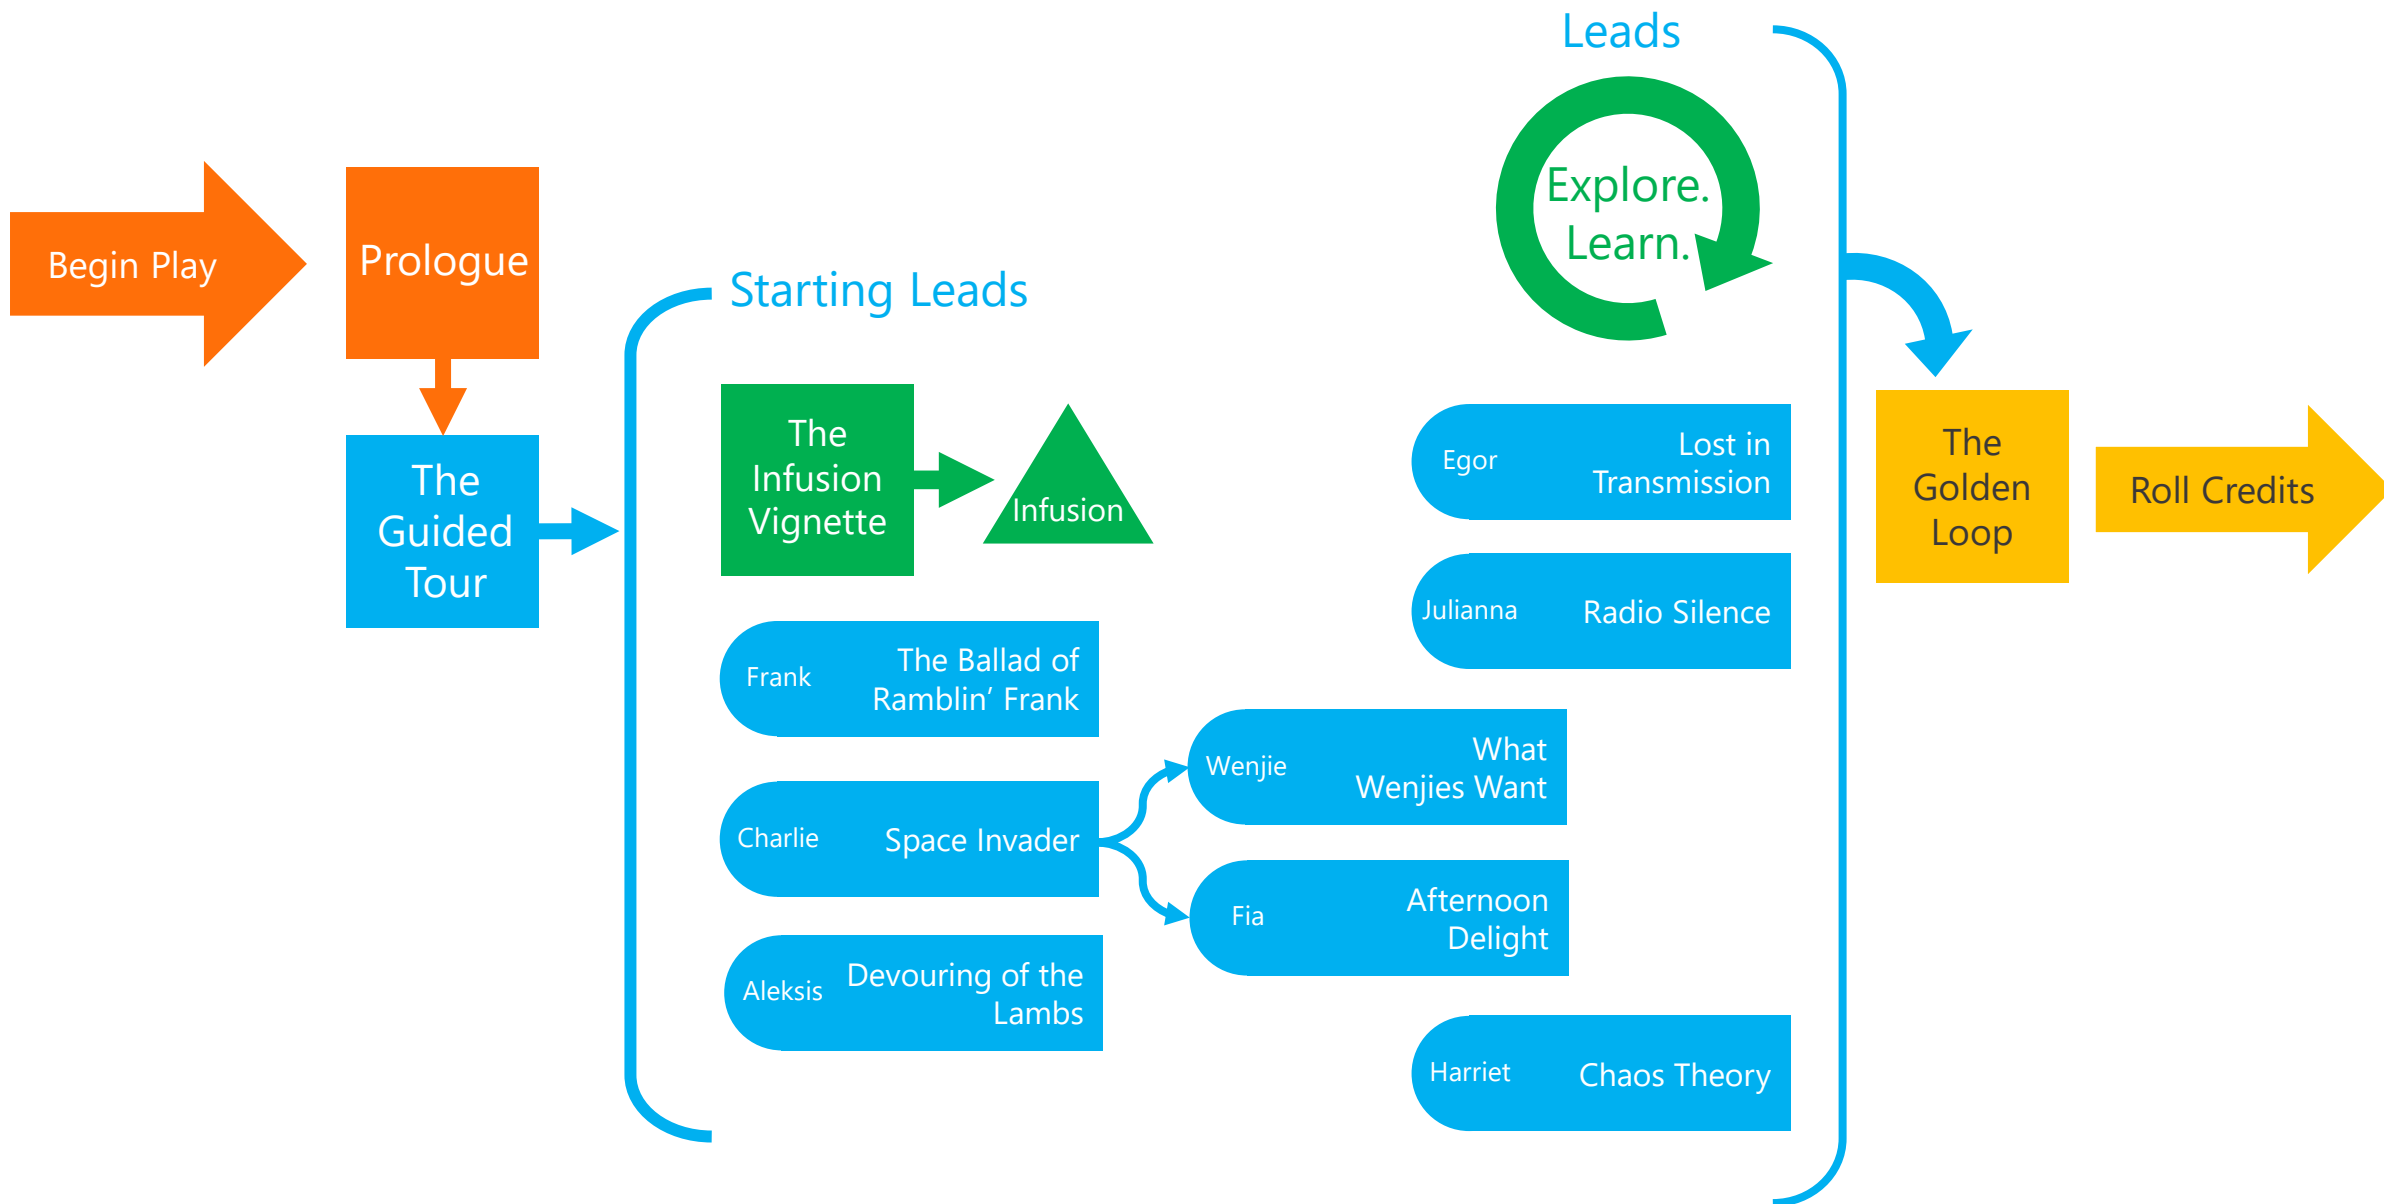 Begin Play
Prologue
The
Guided
Tour
Starting Leads
The
Infusion
Vignette
Infusion
Frank
The Ballad of
Ramblin’ Frank
Charlie
Space Invader
Aleksis
Devouring of the
Lambs
Wenjie
What
Wenjies Want
Fia
Afternoon
Delight
Leads
Explore.
Learn.
Egor
Lost in
Transmission
Julianna
Radio Silence
Harriet
Chaos Theory
The
Golden
Loop
Roll Credits